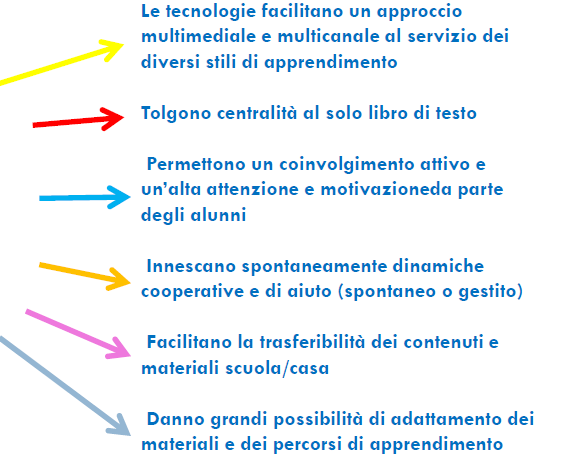 Le tecnologie facilitano un approccio
multimediale e multicanale al servizio dei
diversi stili di apprendimento
Tolgono centralità al solo libro di testo
Permettono un coinvolgimento attivo e
un'alta attenzione e motivazioneda parte
degli alunni
Innescano spontaneamente dinamiche
cooperative e di aiuto (spontaneo o gestito)
Facilitano la trasferibilità dei contenuti e
materiali scuola/casa
Danno grandi possibilità di adattamento dei
materiali e dei percorsi di apprendimento